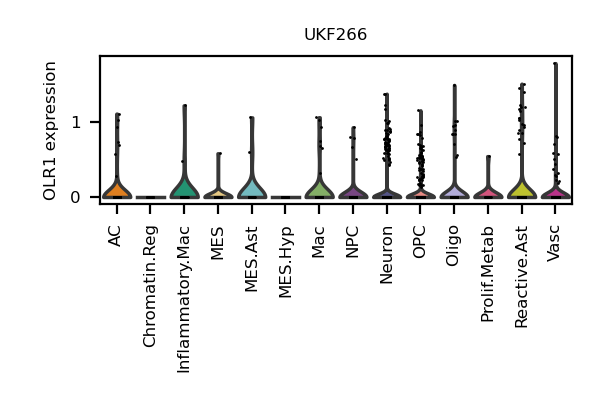 UKF266
OLR1 expression
1
0
AC
Chromatin.Reg
Inflammatory.Mac
MES
MES.Ast
MES.Hyp
Mac
NPC
Neuron
OPC
Oligo
Prolif.Metab
Reactive.Ast
Vasc